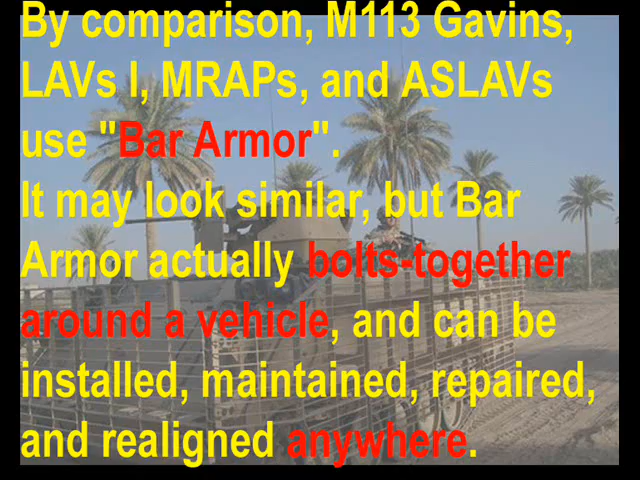 By comparison, M113 Gavins,
LAVs I, MRAPs, and ASLAVs
use "Bar Armor".
It may look similar, but Bar
Armor actually bolts-together
around a vehicle, and can be
installed, maintained, repaired,
and realigned anywhere.